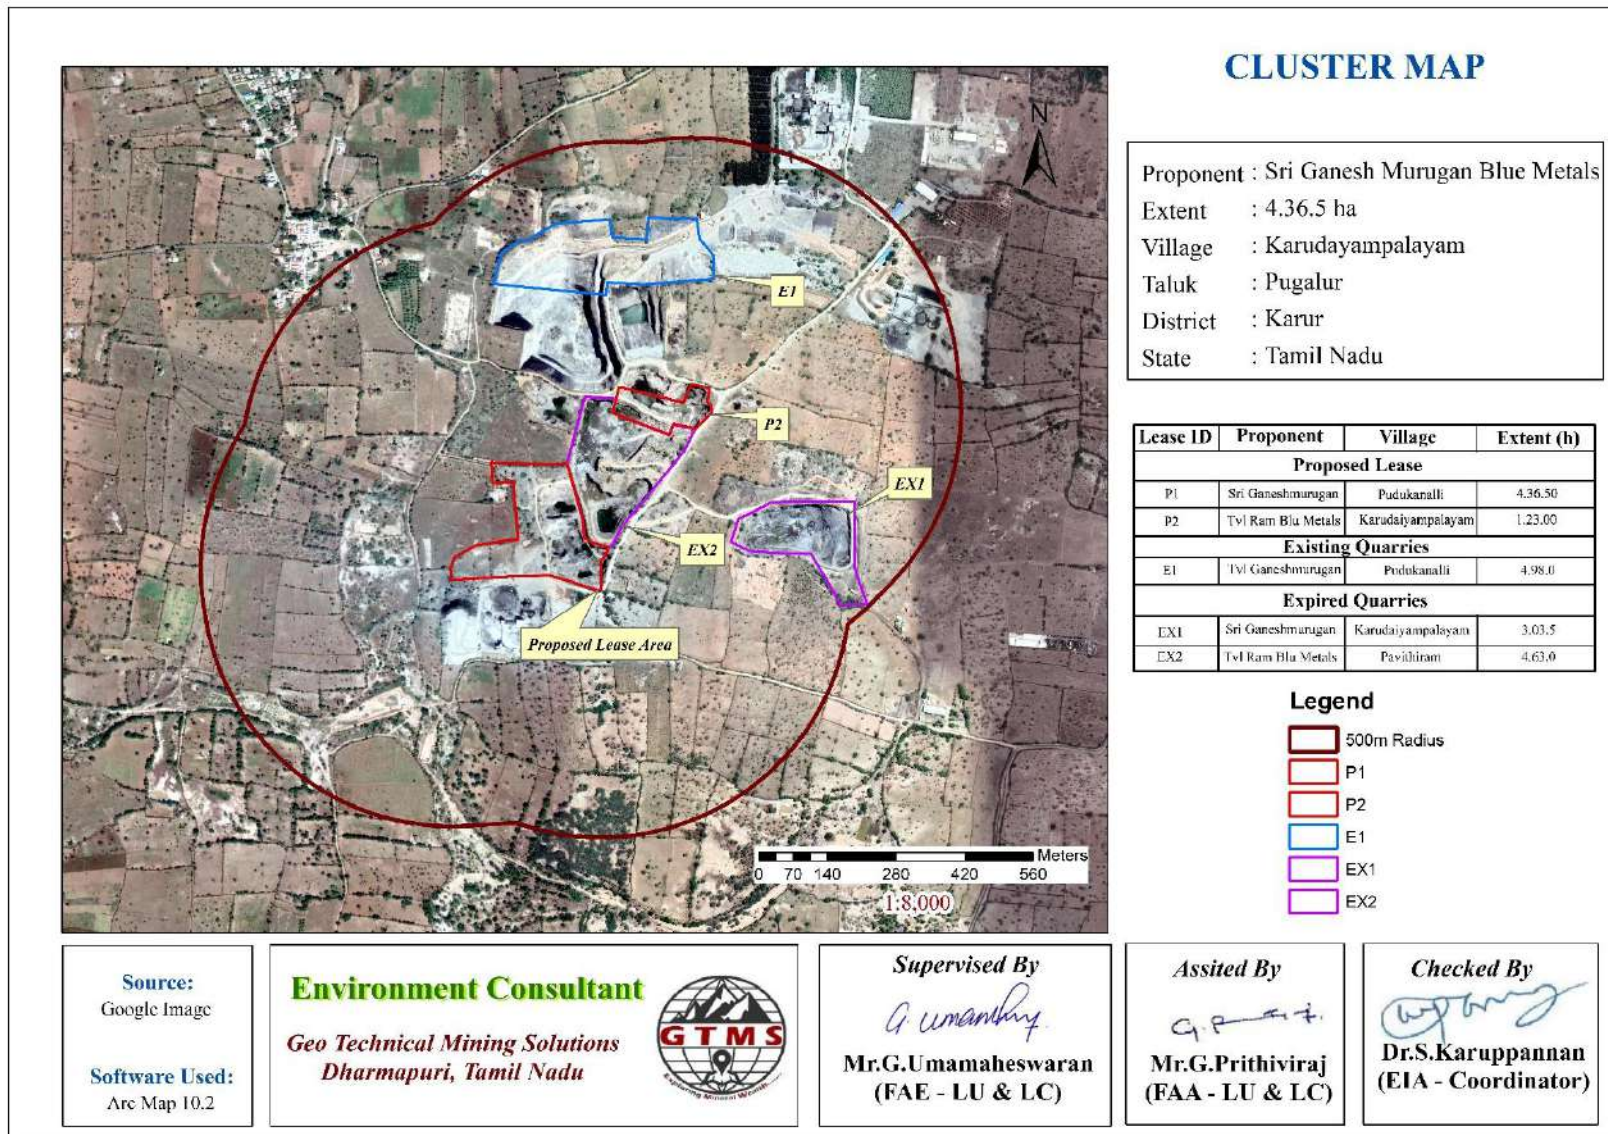 CLUSTER MAP
N
E1
P2
EX1
EX2
Proposed Lease Area
Meters
0 70 140 280 420 560
1:8,000
Proponent : Sri Ganesh Murugan Blue Metals
Extent : 4.36.5 ha
Village : Karudayampalayam
Taluk : Pugalur
District : Karur
State : Tamil Nadu
Lease ID Proponent Village Extent (h)
Proposed Lease
P1 Sri Ganeshmurugan Pudukanalli 4.36.50
P2 Tvl Ram Blu Metals Karudaiyampalayam 1.23.00
Existing Quarries
E1 Tvl Ganeshmurugan Pudukanalli 4.98.0
Expired Quarries
EX1 Sri Ganeshmurugan Karudaiyampalayam 3.03.5
EX2 Tvl Ram Blu Metals Pavithiram 4.63.0
Legend
500m Radius
P1
P2
E1
EX1
EX2
Source:
Google Image
Software Used:
Arc Map 10.2
Environment Consultant
Geo Technical Mining Solutions
Dharmapuri, Tamil Nadu
GTMS
Exploring Mineral Wealth
Supervised By
G. Umamhy
Mr.G.Umamaheswaran
(FAE - LU & LC)
Assited By
Mr.G.Prithiviraj
(FAA - LU & LC)
Checked By
Dr.S.Karuppannan
(EIA - Coordinator)